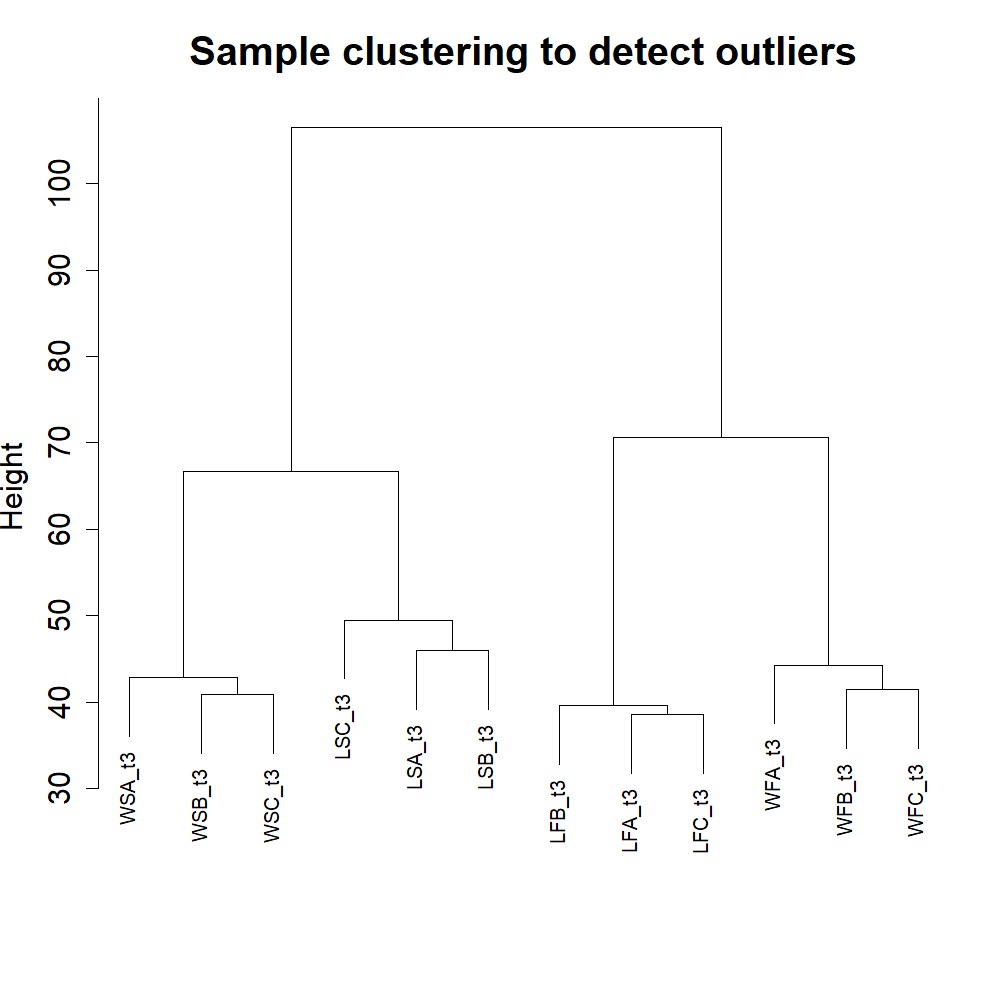 Sample clustering to detect outliers
Height
100
90
80
70
60
50
40
30
WSA_t3
WSB_t3
WSC_t3
LSC_t3
LSA_t3
LSB_t3
LFB_t3
LFA_t3
LFC_t3
WFA_t3
WFB_t3
WFC_t3